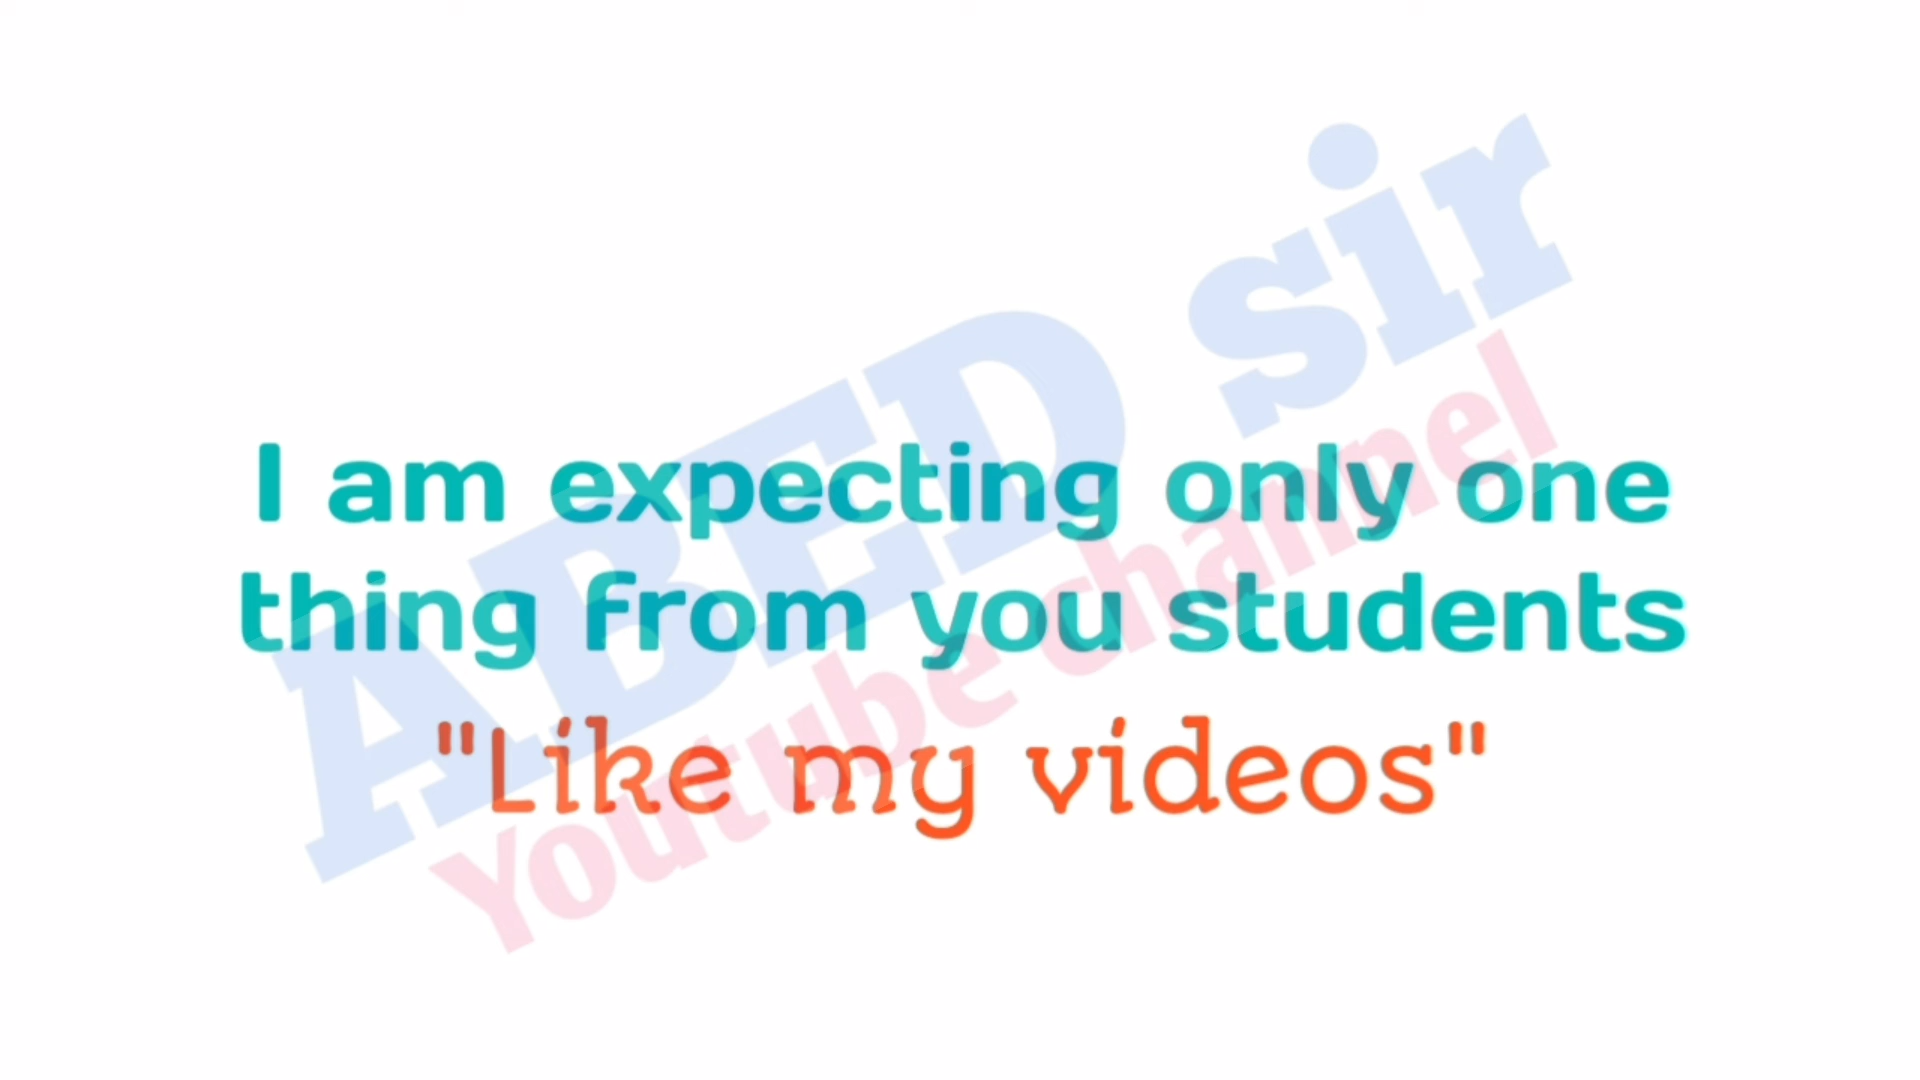 I am expecting only one
thing from you students
"Like my videos"
ABED sir
Youtube channel